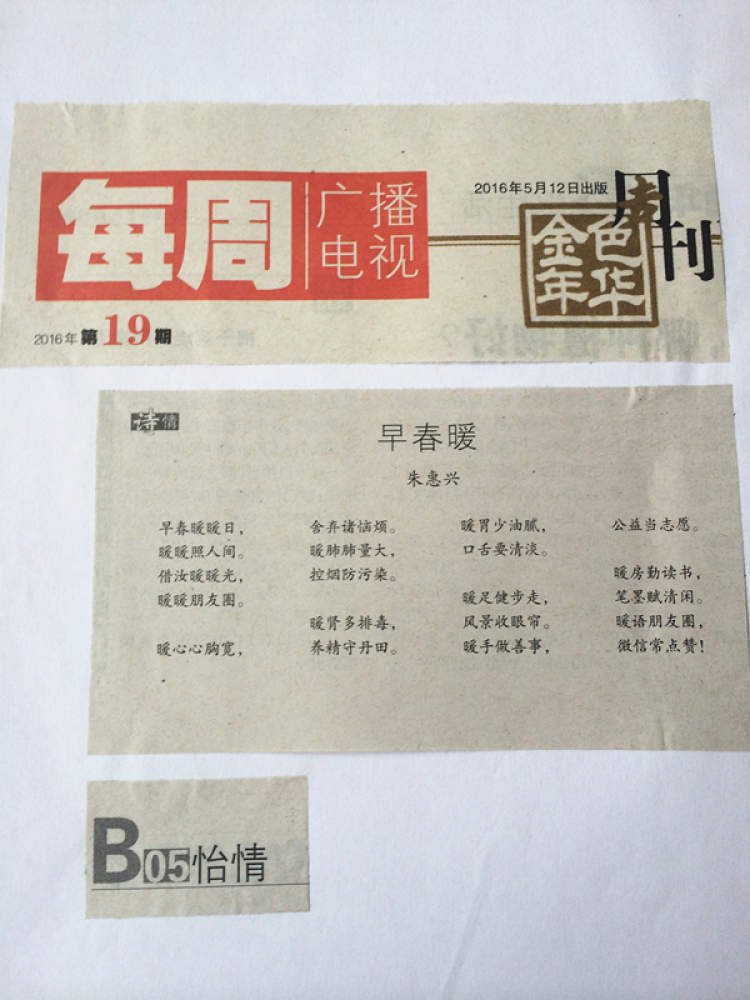 每周
广播
电视
2016年5月12日出版
金色年华
周刊
2016年 第19期
诗情
早春暖
朱惠兴
早春暖暖日，
暖暖照人间。
借汝暖暖光，
暖暖朋友圈。
暖心心胸宽，
舍弃诸恼烦。
暖肺肺量大，
控烟防污染。
暖肾多排毒，
养精守丹田。
暖胃少油腻，
口舌要清淡。
暖足健步走，
风景收眼帘。
暖手做善事，
公益当志愿。
暖房勤读书，
笔墨赋清闲。
暖语朋友圈，
微信常点赞！
B05怡情